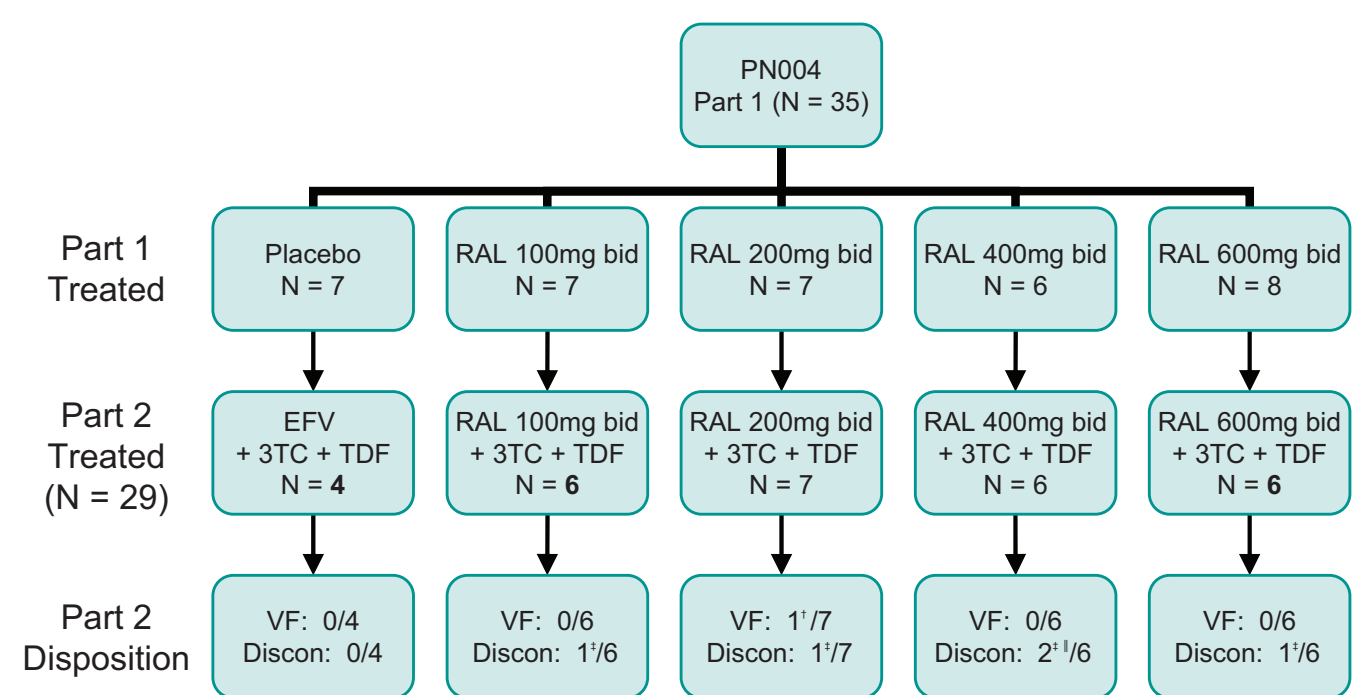 PN004
Part 1 (N = 35)
Part 1
Treated
Placebo
N = 7
RAL 100mg bid
N = 7
RAL 200mg bid
N = 7
RAL 400mg bid
N = 6
RAL 600mg bid
N = 8
Part 2
Treated
(N = 29)
EFV
+ 3TC + TDF
N = 4
RAL 100mg bid
+ 3TC + TDF
N = 6
RAL 200mg bid
+ 3TC + TDF
N = 7
RAL 400mg bid
+ 3TC + TDF
N = 6
RAL 600mg bid
+ 3TC + TDF
N = 6
Part 2
Disposition
VF: 0/4
Discon: 0/4
VF: 0/6
Discon: 1‡/6
VF: 1†/7
Discon: 1‡/7
VF: 0/6
Discon: 2‡ ‖/6
VF: 0/6
Discon: 1‡/6